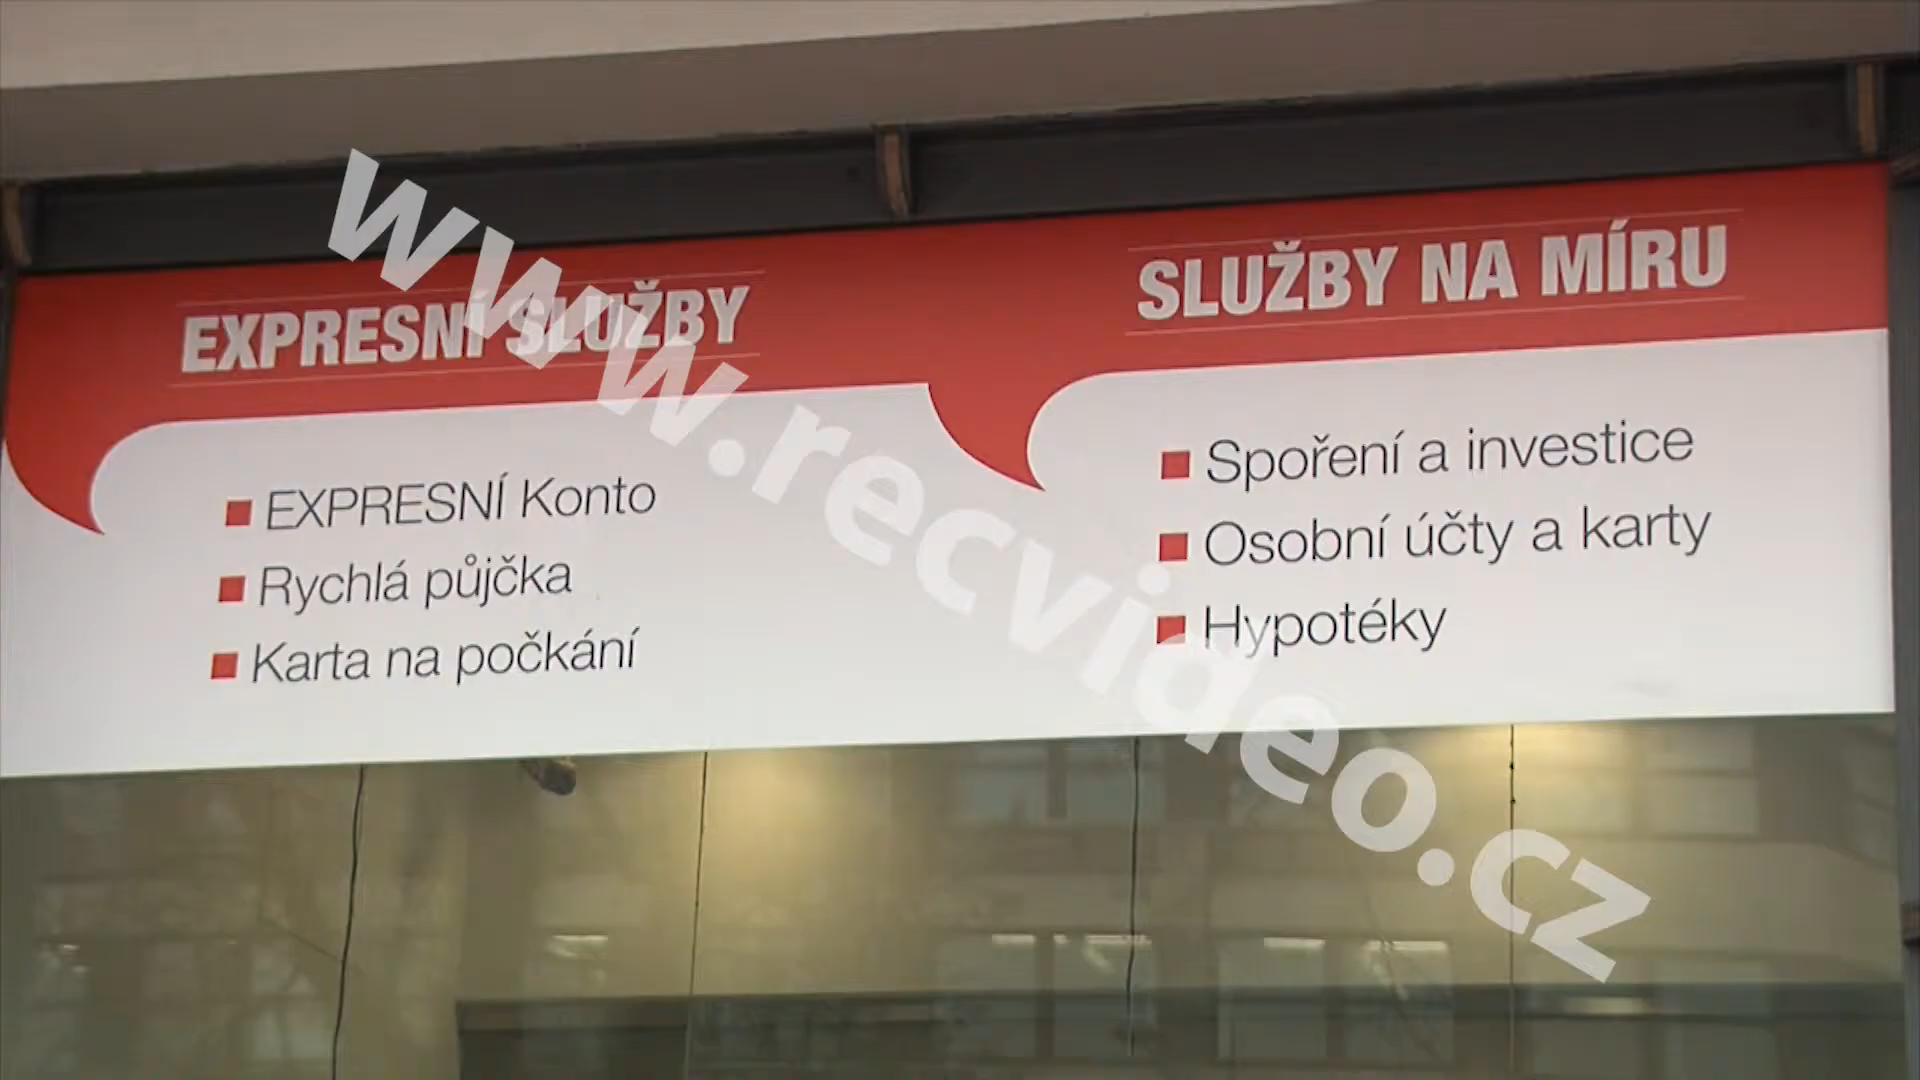 EXPRESNÍ SLUŽBY
EXPRESNÍ Konto
Rychlá půjčka
Karta na počkání
SLUŽBY NA MÍRU
Spoření a investice
Osobní účty a karty
Hypotéky
www.recvideo.cz